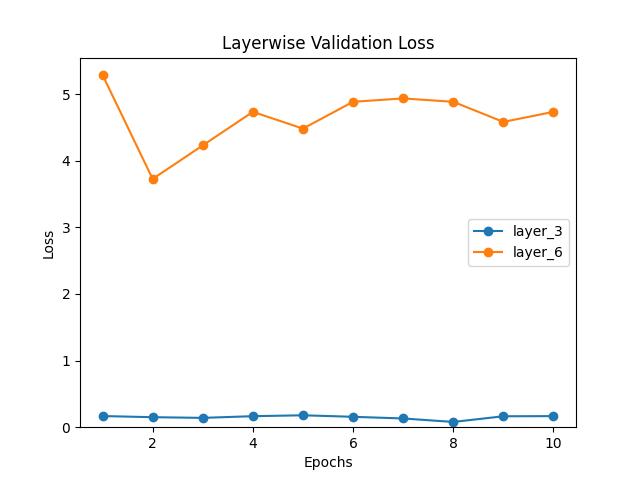 Layerwise Validation Loss
5
4
3
2
1
0
Loss
layer_3
layer_6
2 4 6 8 10
Epochs